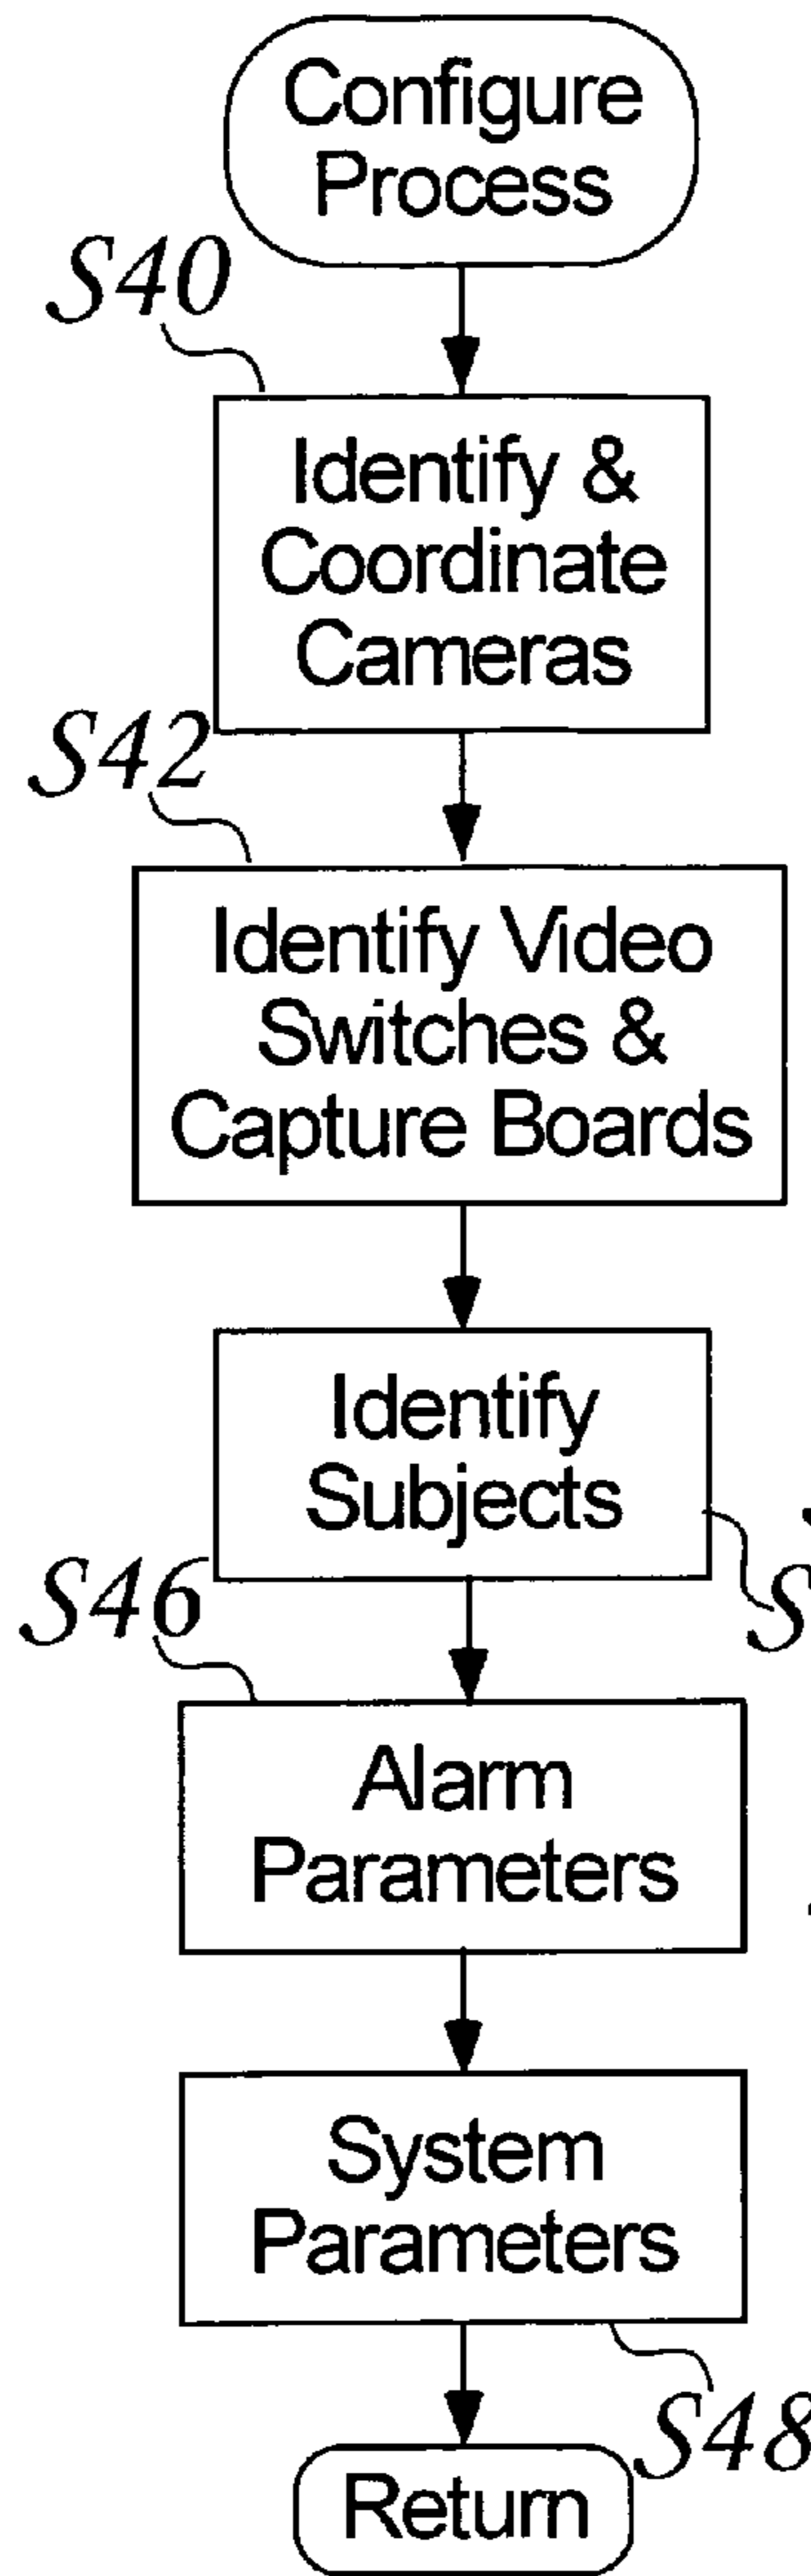 Configure
Process
S40
Identify &
Coordinate
Cameras
S42
Identify Video
Switches &
Capture Boards
Identify
Subjects
S
S46
Alarm
Parameters
System
Parameters
S48
Return